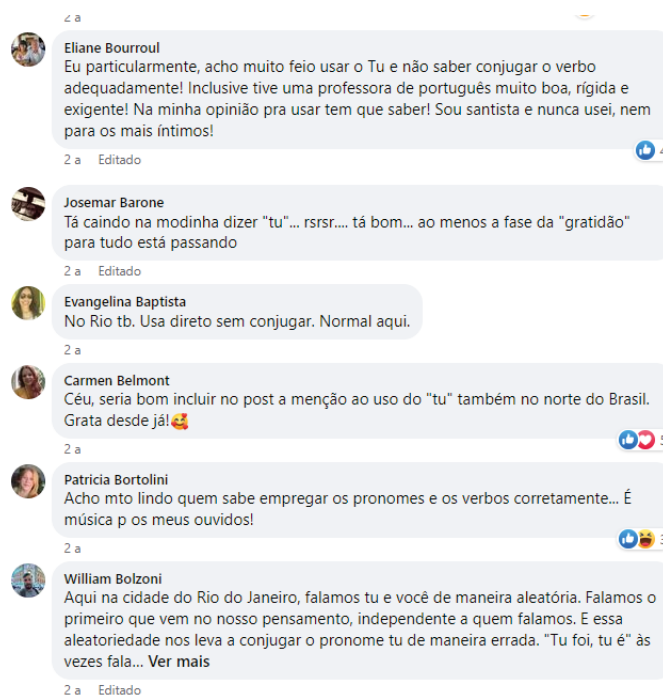 2 a
Eliane Bourroul
Eu particularmente, acho muito feio usar o Tu e não saber conjugar o verbo
adequadamente! Inclusive tive uma professora de português muito boa, rígida e
exigente! Na minha opinião pra usar tem que saber! Sou santista e nunca usei, nem
para os mais íntimos!
2 a Editado
Josemar Barone
Tá caindo na modinha dizer "tu"... rsrsr.... tá bom... ao menos a fase da "gratidão"
para tudo está passando
2 a Editado
Evangelina Baptista
No Rio tb. Usa direto sem conjugar. Normal aqui.
2 a
Carmen Belmont
Céu, seria bom incluir no post a menção ao uso do "tu" também no norte do Brasil.
Grata desde já!🥰
2 a
Patricia Bortolini
Acho mto lindo quem sabe empregar os pronomes e os verbos corretamente... É
música p os meus ouvidos!
2 a
William Bolzoni
Aqui na cidade do Rio do Janeiro, falamos tu e você de maneira aleatória. Falamos o
primeiro que vem no nosso pensamento, independente a quem falamos. E essa
aleatoriedade nos leva a conjugar o pronome tu de maneira errada. "Tu foi, tu é" às
vezes fala... Ver mais
2 a Editado